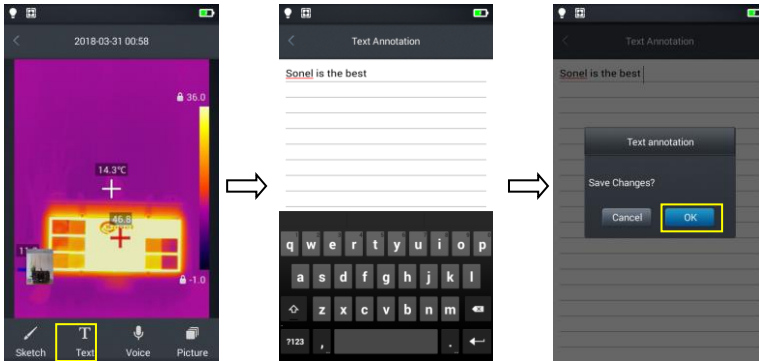 2018-03-31 00:58
36.0
14.3°C
46.8
-1.0
Sketch
Text
Voice
Picture
Text Annotation
Sonel is the best
q w e r t y u i o p
a s d f g h j k l
z x c v b n m
?123 , .
Text Annotation
Sonel is the best
Text annotation
Save Changes?
Cancel OK